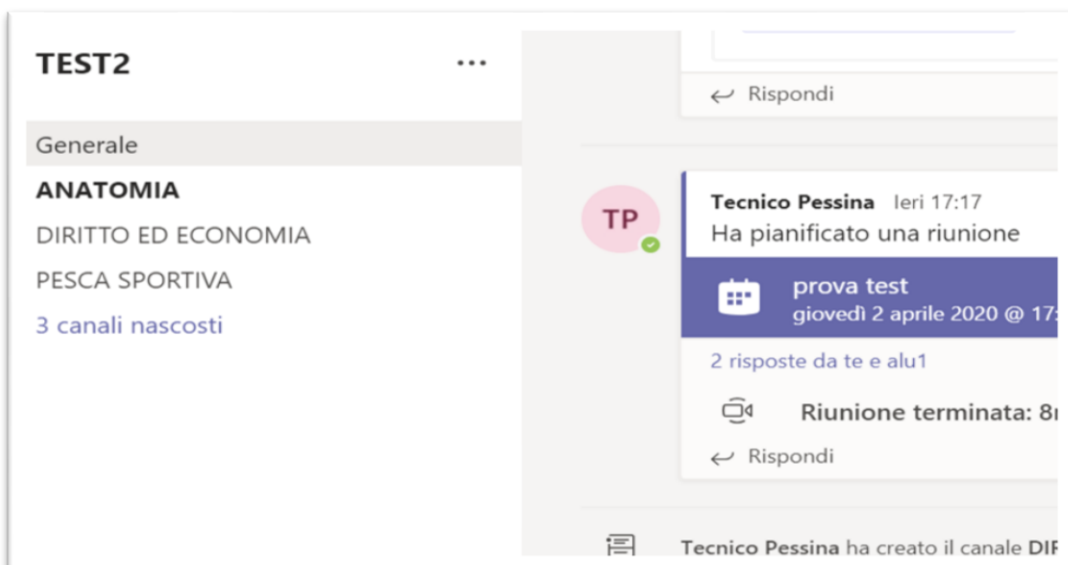 TEST2
Generale
ANATOMIA
DIRITTO ED ECONOMIA
PESCA SPORTIVA
3 canali nascosti
Rispondi
TP
Tecnico Pessina Ieri 17:17
Ha pianificato una riunione
prova test
giovedì 2 aprile 2020 @ 17:
2 risposte da te e alu1
Riunione terminata: 8
Rispondi
Tecnico Pessina ha creato il canale DIR